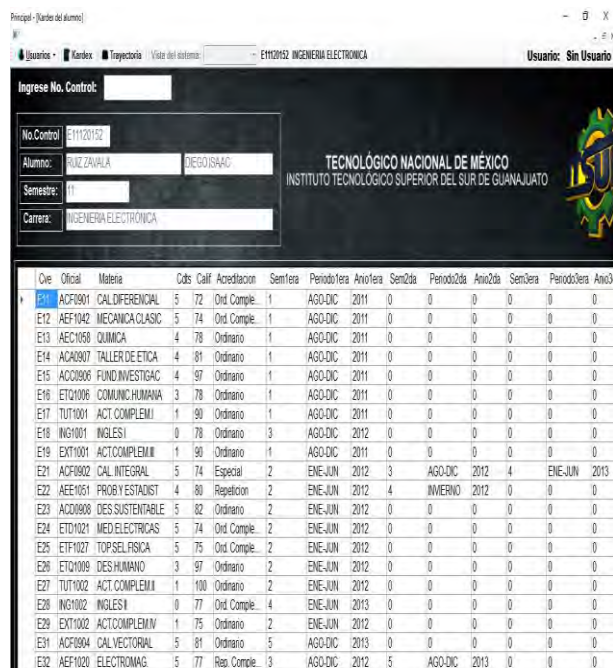 Principal - [Kardex del alumno]
Usuarios Kardex Trayectoria Vista del sistema: E11120152 INGENIERIA ELECTRONICA Usuario: Sin Usuario
Ingrese No. Control:
No.Control E11120152
Alumno: RUIZ ZAVALA DIEGO ISAAC
Semestre: 11
Carrera: INGENIERIA ELECTRÓNICA
TECNOLÓGICO NACIONAL DE MÉXICO
INSTITUTO TECNOLÓGICO SUPERIOR DEL SUR DE GUANAJUATO
ITSUR
Cve Oficial Materia Cdts Calif Acreditacion Sem1era Periodo1era Anio1era Sem2da Periodo2da Anio2da Sem3era Periodo3era Anio3
E11 ACF0901 CAL.DIFERENCIAL 5 72 Ord. Comple... 1 AGO-DIC 2011 0 0 0 0 0 0
E12 AEF1042 MECANICA CLASIC 5 74 Ord. Comple... 1 AGO-DIC 2011 0 0 0 0 0 0
E13 AEC1058 QUIMICA 4 78 Ordinario 1 AGO-DIC 2011 0 0 0 0 0 0
E14 ACA0907 TALLER DE ETICA 4 81 Ordinario 1 AGO-DIC 2011 0 0 0 0 0 0
E15 ACC0906 FUND.INVESTIGAC 4 97 Ordinario 1 AGO-DIC 2011 0 0 0 0 0 0
E16 ETQ1006 COMUNIC.HUMANA 3 78 Ordinario 1 AGO-DIC 2011 0 0 0 0 0 0
E17 TUT1001 ACT.COMPLEM.I 1 90 Ordinario 1 AGO-DIC 2011 0 0 0 0 0 0
E18 ING1001 INGLES I 0 78 Ordinario 3 AGO-DIC 2012 0 0 0 0 0 0
E19 EXT1001 ACT.COMPLEM.III 1 90 Ordinario 1 AGO-DIC 2011 0 0 0 0 0 0
E21 ACF0902 CAL. INTEGRAL 5 74 Especial 2 ENE-JUN 2012 3 AGO-DIC 2012 4 ENE-JUN 2013
E22 AEE1051 PROB.Y ESTADIST 4 80 Repeticion 2 ENE-JUN 2012 4 INVIERNO 2012 0 0 0
E23 ACD0908 DES.SUSTENTABLE 5 82 Ordinario 2 ENE-JUN 2012 0 0 0 0 0 0
E24 ETD1021 MED.ELECTRICAS 5 74 Ord. Comple... 2 ENE-JUN 2012 0 0 0 0 0 0
E25 ETF1027 TOP.SEL.FISICA 5 75 Ord. Comple... 2 ENE-JUN 2012 0 0 0 0 0 0
E26 ETQ1009 DES.HUMANO 3 97 Ordinario 2 ENE-JUN 2012 0 0 0 0 0 0
E27 TUT1002 ACT. COMPLEM.II 1 100 Ordinario 2 ENE-JUN 2012 0 0 0 0 0 0
E28 ING1002 INGLES II 0 77 Ord. Comple... 4 ENE-JUN 2013 0 0 0 0 0 0
E29 EXT1002 ACT.COMPLEM.IV 1 75 Ordinario 2 ENE-JUN 2012 0 0 0 0 0 0
E31 ACF0904 CAL.VECTORIAL 5 81 Ordinario 5 AGO-DIC 2013 0 0 0 0 0 0
E32 AEF1020 ELECTROMAG. 5 77 Rep. Comple... 3 AGO-DIC 2012 5 AGO-DIC 2013 0 0 0